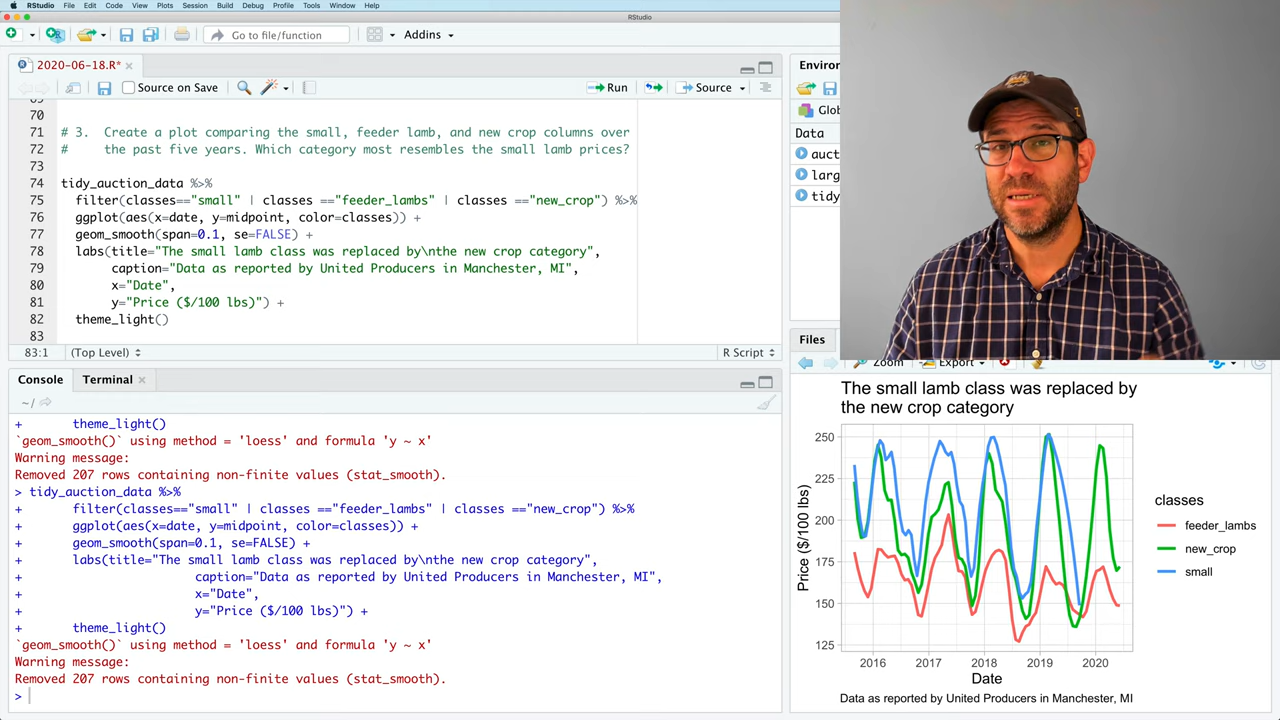 RStudio File Edit Code View Plots Session Build Debug Profile Tools Window Help
RStudio
Go to file/function Addins
2020-06-18.R*
Source on Save Run Source
69
70
71 # 3. Create a plot comparing the small, feeder lamb, and new crop columns over
72 # the past five years. Which category most resembles the small lamb prices?
73
74 tidy_auction_data %>%
75 filter(classes=="small" | classes =="feeder_lambs" | classes =="new_crop") %>%
76 ggplot(aes(x=date, y=midpoint, color=classes)) +
77 geom_smooth(span=0.1, se=FALSE) +
78 labs(title="The small lamb class was replaced by\nthe new crop category",
79 caption="Data as reported by United Producers in Manchester, MI",
80 x="Date",
81 y="Price ($/100 lbs)") +
82 theme_light()
83
83:1 (Top Level) R Script
Console Terminal
~/
+ theme_light()
`geom_smooth()` using method = 'loess' and formula 'y ~ x'
Warning message:
Removed 207 rows containing non-finite values (stat_smooth).
> tidy_auction_data %>%
+ filter(classes=="small" | classes =="feeder_lambs" | classes =="new_crop") %>%
+ ggplot(aes(x=date, y=midpoint, color=classes)) +
+ geom_smooth(span=0.1, se=FALSE) +
+ labs(title="The small lamb class was replaced by\nthe new crop category",
+ caption="Data as reported by United Producers in Manchester, MI",
+ x="Date",
+ y="Price ($/100 lbs)") +
+ theme_light()
`geom_smooth()` using method = 'loess' and formula 'y ~ x'
Warning message:
Removed 207 rows containing non-finite values (stat_smooth).
>
Enviro
Glob
Data
auct
larg
tidy
Files
Zoom Export
The small lamb class was replaced by
the new crop category
250
225
200
175
150
125
Price ($/100 lbs)
2016 2017 2018 2019 2020
Date
Data as reported by United Producers in Manchester, MI
classes
feeder_lambs
new_crop
small